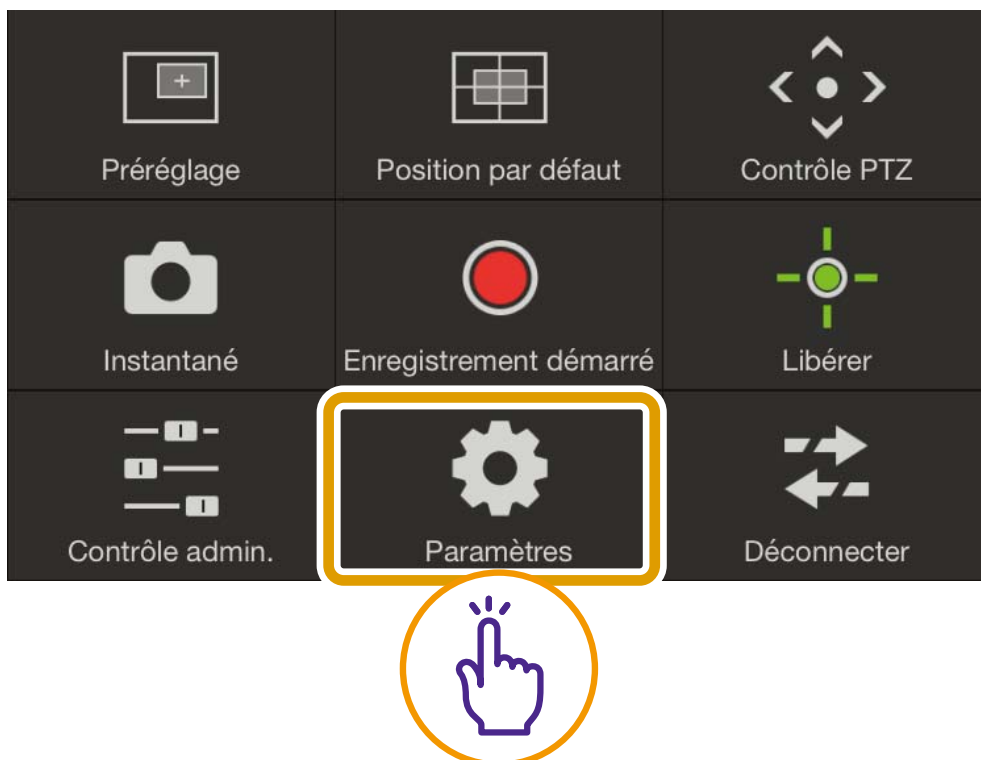 Préréglage
Position par défaut
Contrôle PTZ
Instantané
Enregistrement démarré
Libérer
Contrôle admin.
Paramètres
Déconnecter